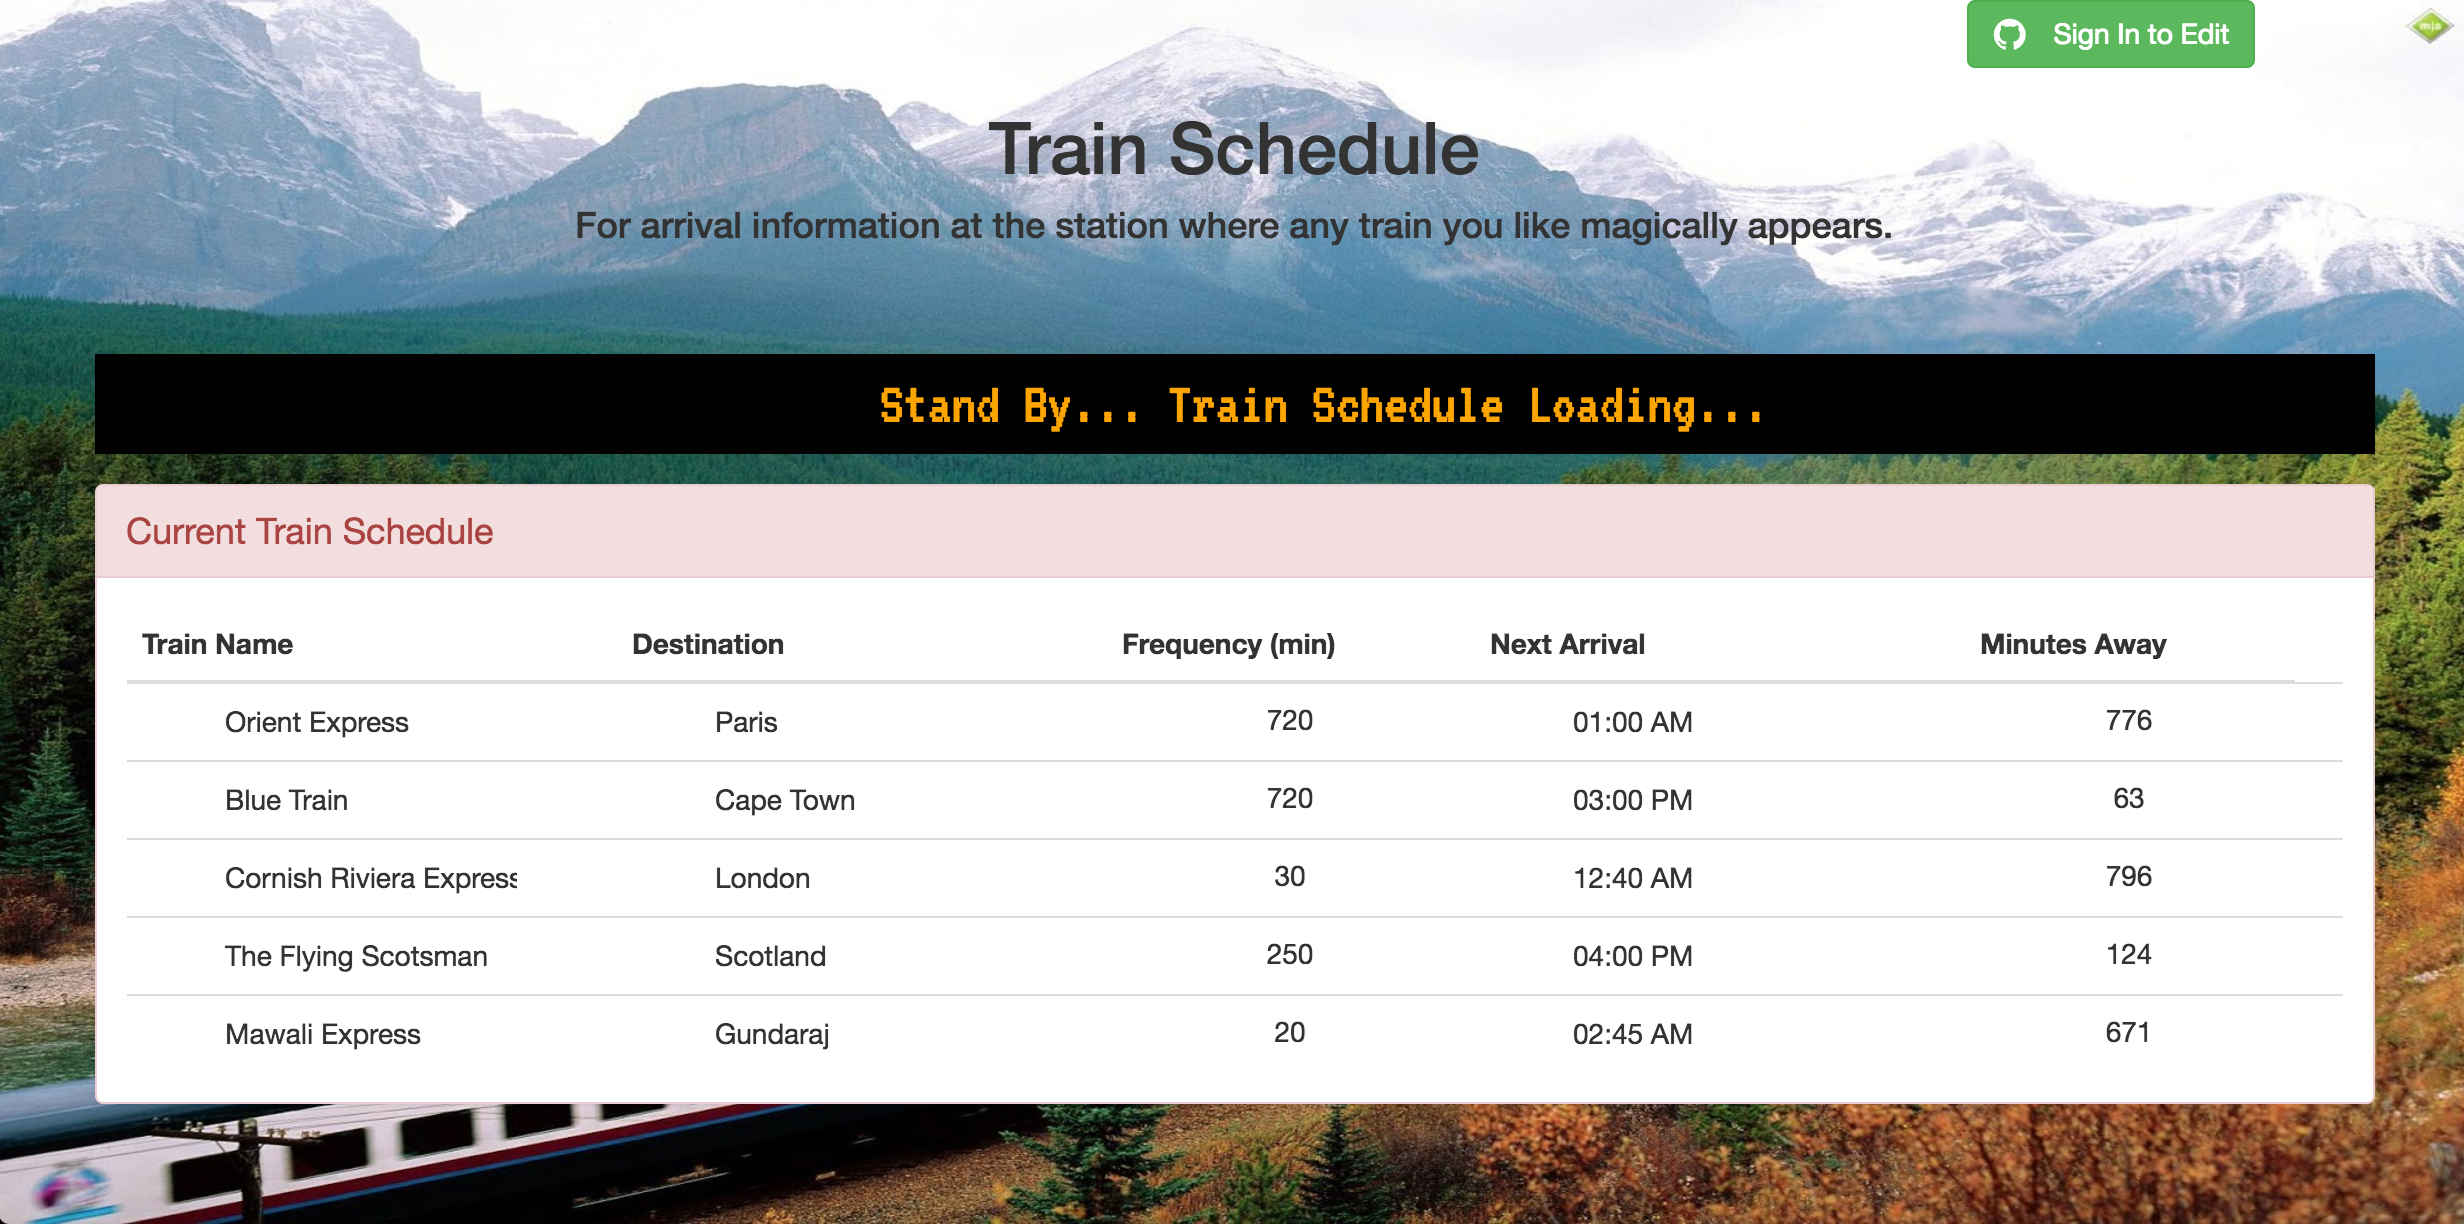 Sign In to Edit
mja
Train Schedule
For arrival information at the station where any train you like magically appears.
Stand By... Train Schedule Loading...
Current Train Schedule
Train Name Destination Frequency (min) Next Arrival Minutes Away
Orient Express Paris 720 01:00 AM 776
Blue Train Cape Town 720 03:00 PM 63
Cornish Riviera Express London 30 12:40 AM 796
The Flying Scotsman Scotland 250 04:00 PM 124
Mawali Express Gundaraj 20 02:45 AM 671